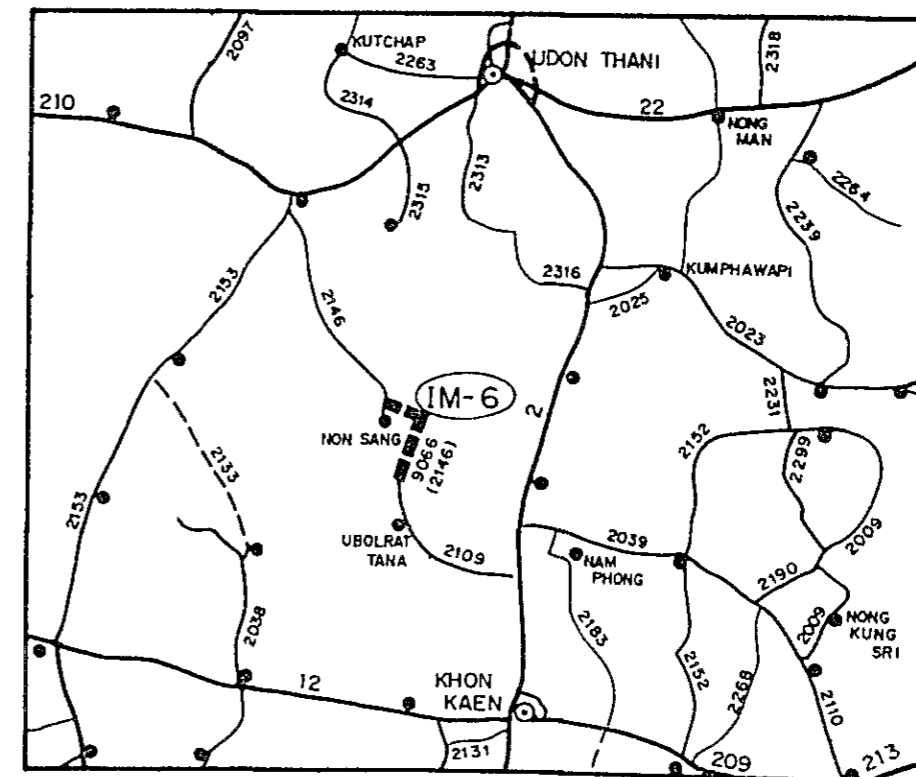 2097
KUTCHAP
2263
UDON THANI
2318
210
2314
22
NONG
MAN
2313
2315
2264
2239
2153
2316
KUMPHAWAPI
2025
2146
2023
IM-6
2
2231
NON SANG
9066
(2146)
2152
2299
2133
2153
UBOLRAT
TANA
2109
2039
NAM
PHONG
2009
2190
2183
2009
NONG
KUNG
SRI
2038
12
KHON
KAEN
2152
2268
2110
2131
209
213